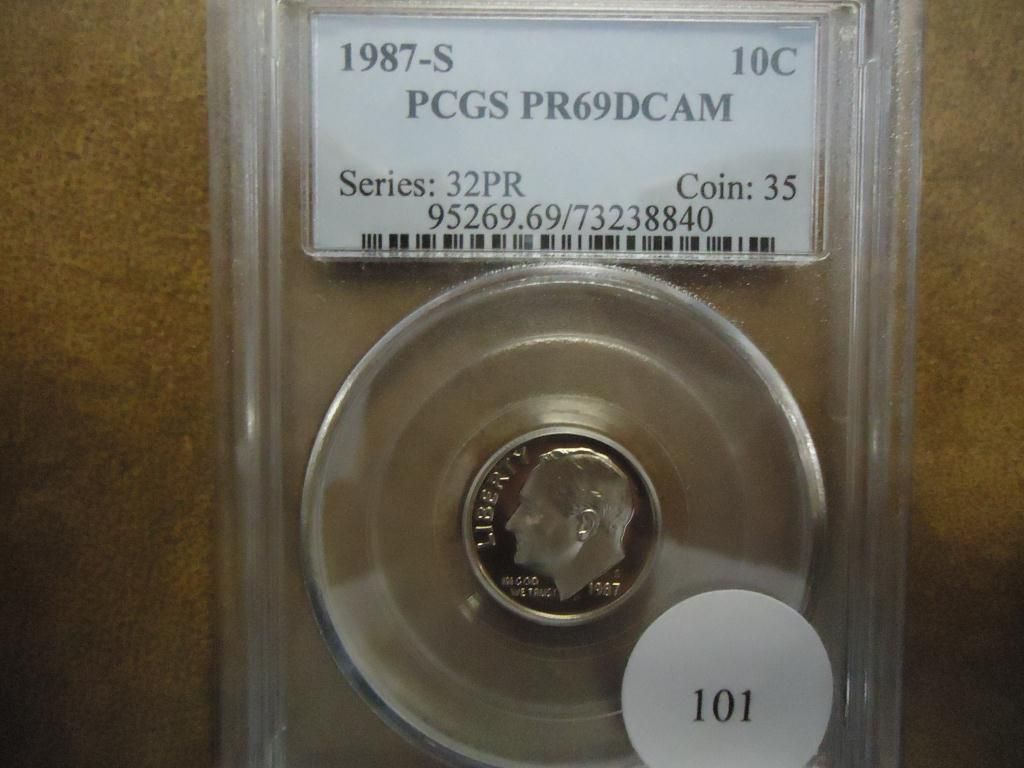 1987-S 10C
PCGS PR69DCAM
Series: 32PR Coin: 35
95269.69/73238840
LIBERTY
IN GOD
WE TRUST
1987
101